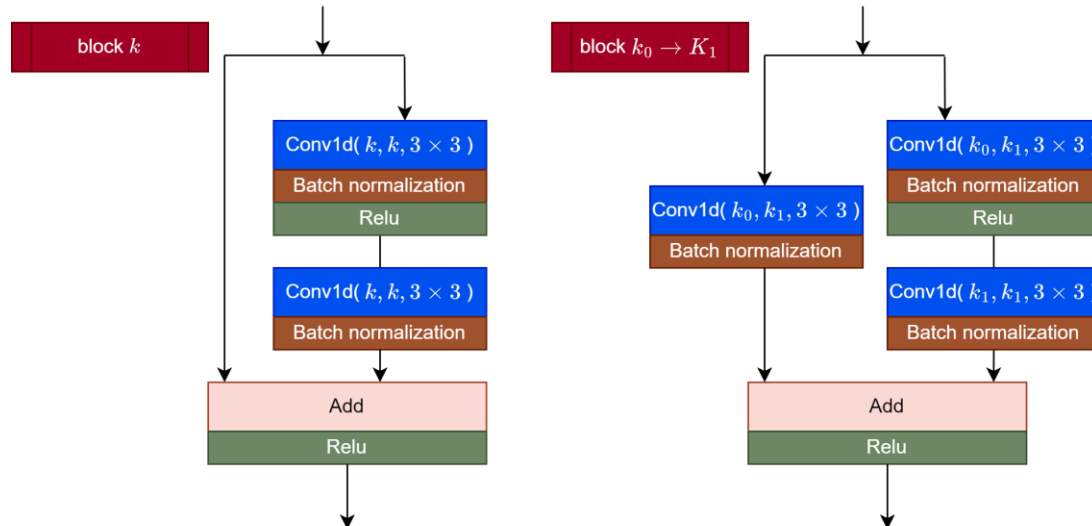 block k
Conv1d( k, k, 3 × 3 )
Batch normalization
Relu
Conv1d( k, k, 3 × 3 )
Batch normalization
Add
Relu
block k₀ → K₁
Conv1d( k₀, k₁, 3 × 3 )
Batch normalization
Conv1d( k₀, k₁, 3 × 3
Batch normalization
Relu
Conv1d( k₁, k₁, 3 × 3 )
Batch normalization
Add
Relu